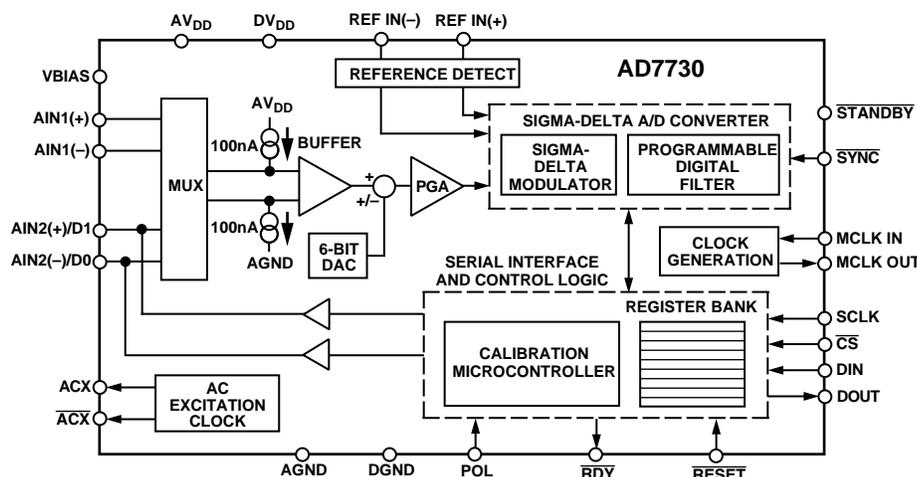 AVDD
DVDD
REF IN(–)
REF IN(+)
AD7730
REFERENCE DETECT
VBIAS
AIN1(+)
AIN1(–)
AIN2(+)/D1
AIN2(–)/D0
MUX
AVDD
100nA
BUFFER
100nA
AGND
+
+/–
6-BIT
DAC
PGA
SIGMA-DELTA A/D CONVERTER
SIGMA-
DELTA
MODULATOR
PROGRAMMABLE
DIGITAL
FILTER
STANDBY
SYNC
CLOCK
GENERATION
MCLK IN
MCLK OUT
SERIAL INTERFACE
AND CONTROL LOGIC
REGISTER BANK
CALIBRATION
MICROCONTROLLER
SCLK
CS
DIN
DOUT
ACX
ACX
AC
EXCITATION
CLOCK
AGND
DGND
POL
RDY
RESET